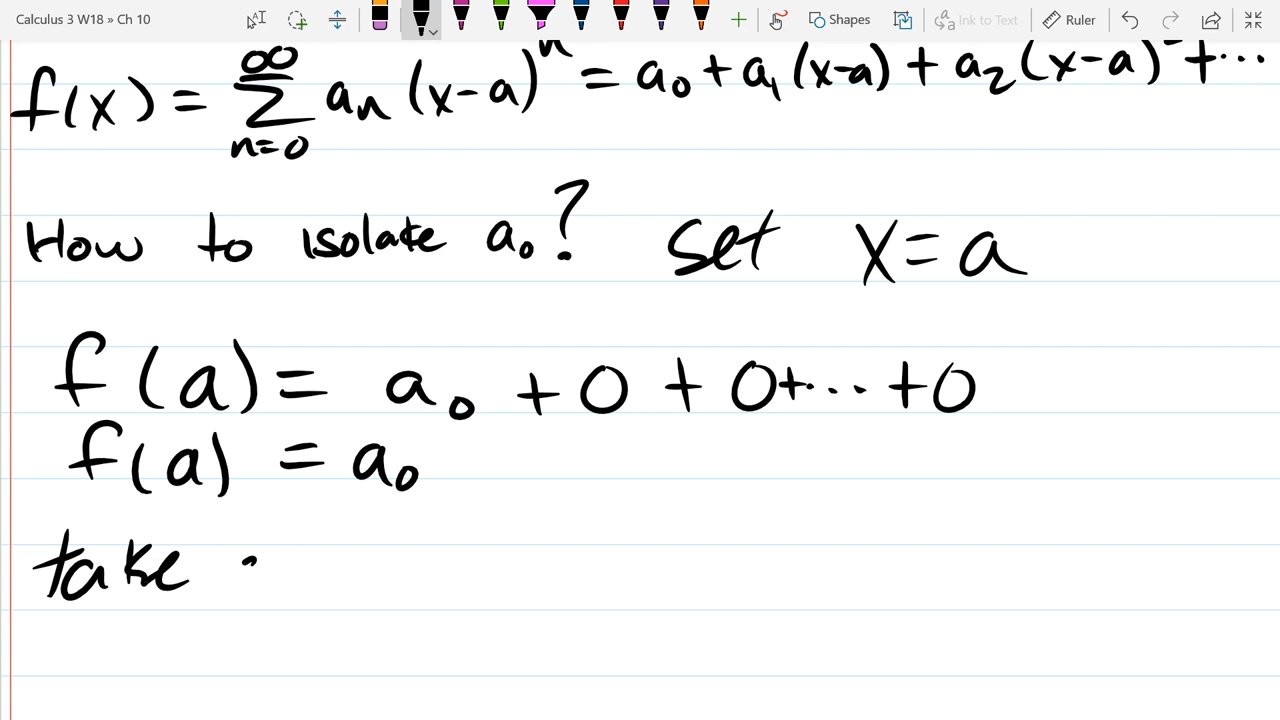 Calculus 3 W18 » Ch 10
Shapes
Link to Text
Ruler
f(x) = ∑_{n=0}^{∞} a_n (x-a)^n = a_0 + a_1 (x-a) + a_2 (x-a)^2 + ...
How to isolate a_0? set x = a
f(a) = a_0 + 0 + 0 + ... + 0
f(a) = a_0
take